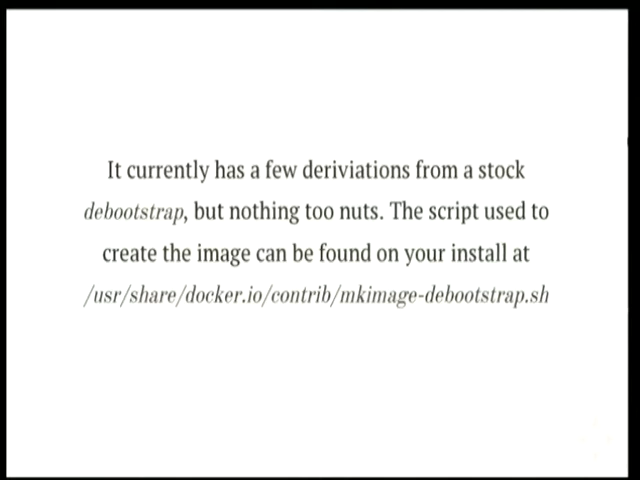 It currently has a few deriviations from a stock
debootstrap, but nothing too nuts. The script used to
create the image can be found on your install at
/usr/share/docker.io/contrib/mkimage-debootstrap.sh